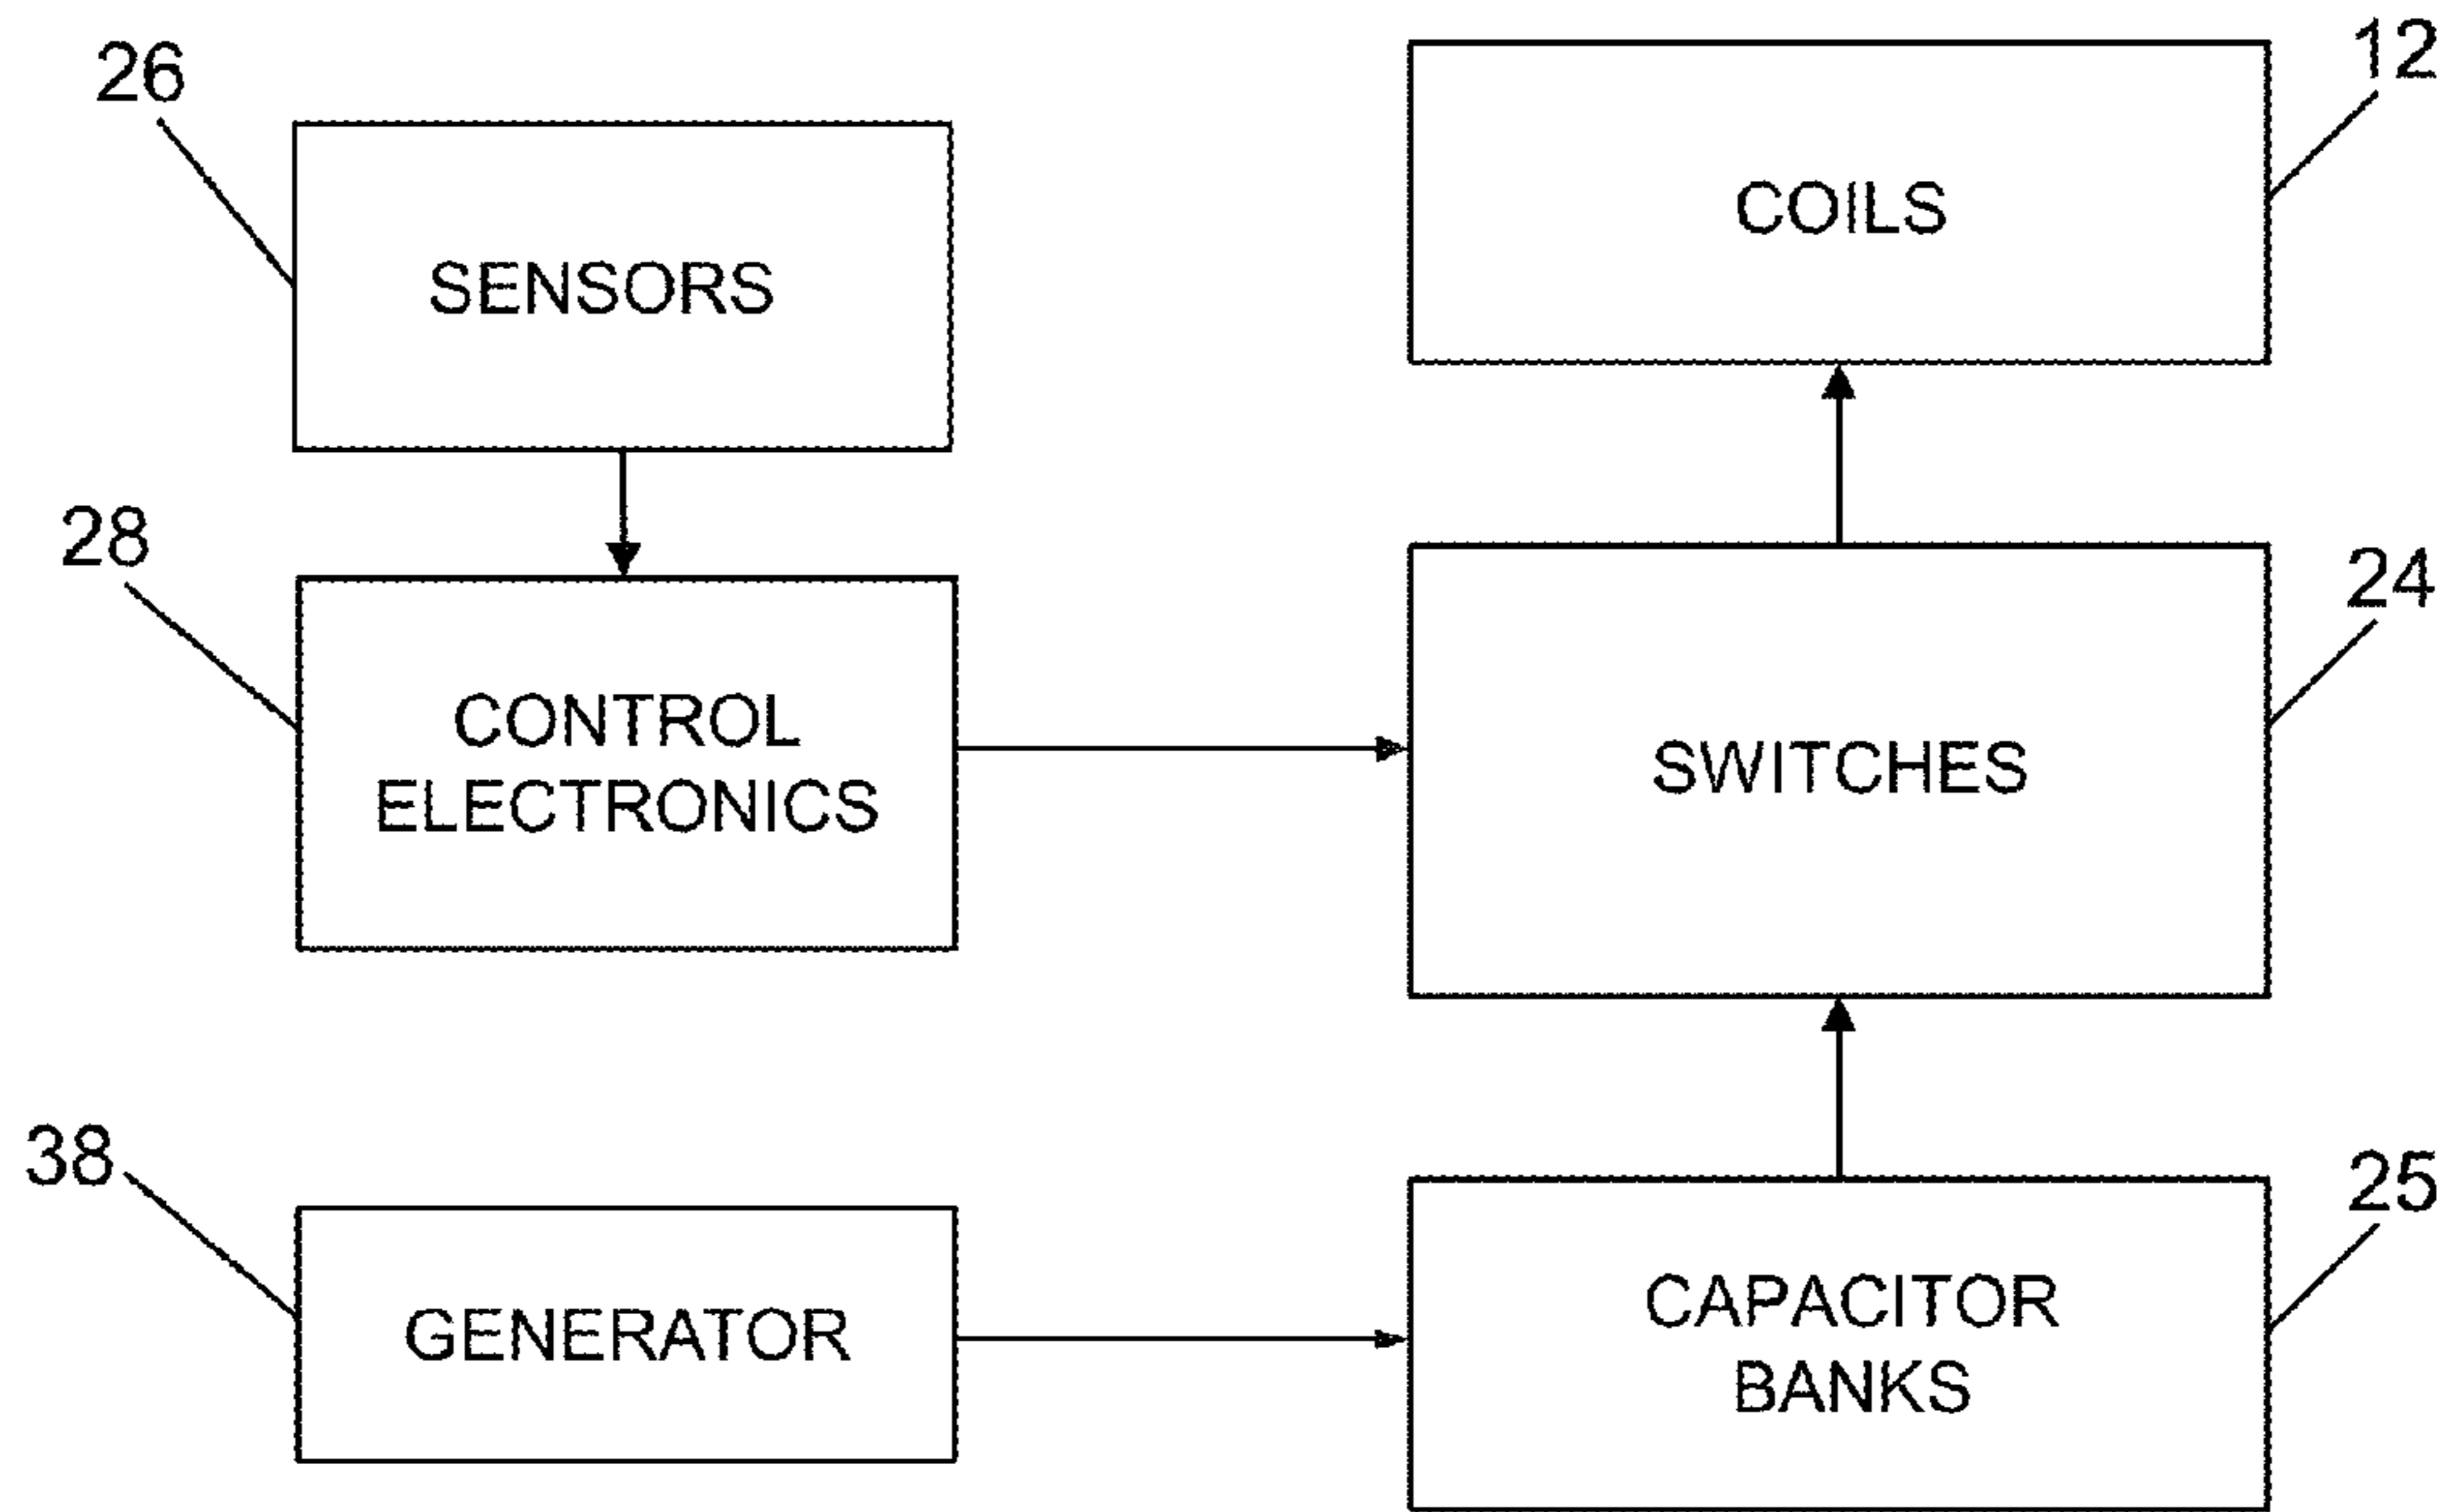 26
SENSORS
12
COILS
28
CONTROL
ELECTRONICS
24
SWITCHES
38
GENERATOR
25
CAPACITOR
BANKS